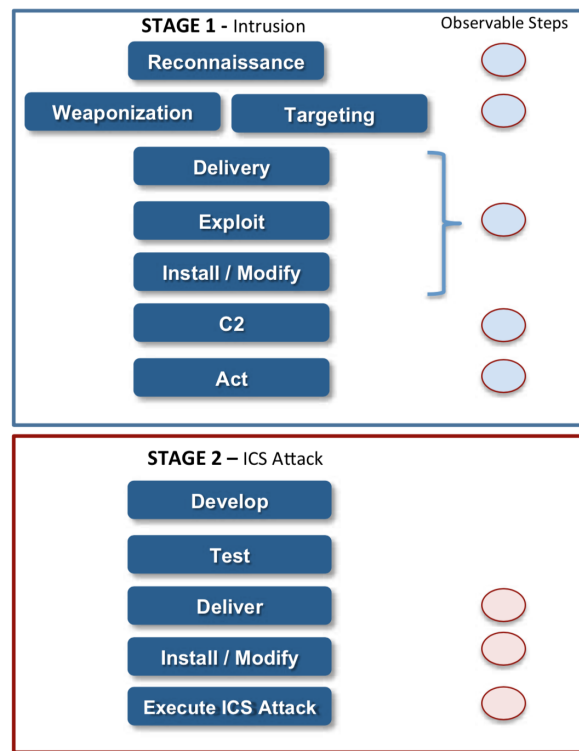 STAGE 1 - Intrusion Observable Steps
Reconnaissance
Weaponization Targeting
Delivery
Exploit
Install / Modify
C2
Act
STAGE 2 – ICS Attack
Develop
Test
Deliver
Install / Modify
Execute ICS Attack